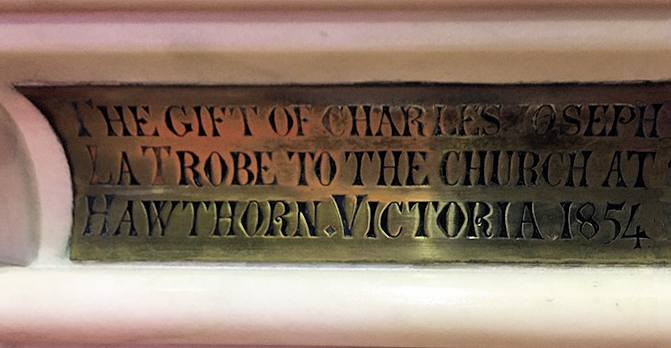 THE GIFT OF CHARLES JOSEPH
LA TROBE TO THE CHURCH AT
HAWTHORN. VICTORIA 1854